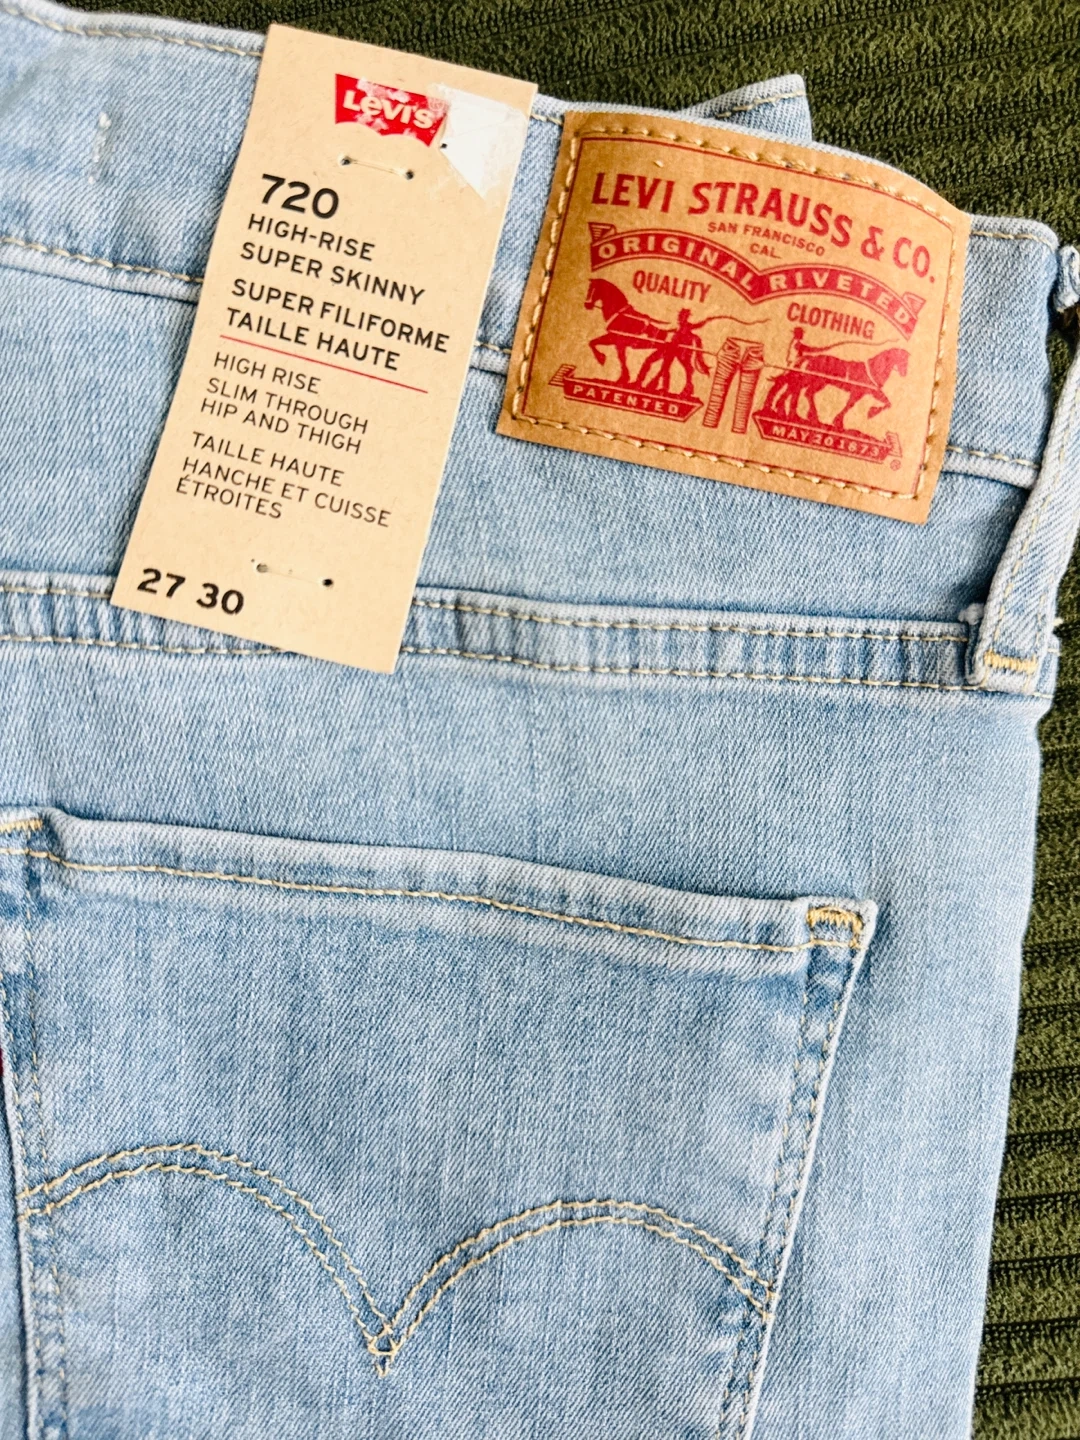 Levi's
720
HIGH-RISE
SUPER SKINNY
SUPER FILIFORME
TAILLE HAUTE
HIGH RISE
SLIM THROUGH
HIP AND THIGH
TAILLE HAUTE
HANCHE ET CUISSE
ÉTROITES
27 30
LEVI STRAUSS & CO.
SAN FRANCISCO
CAL.
ORIGINAL RIVETED
QUALITY CLOTHING
PATENTED MAY 20 1873
®